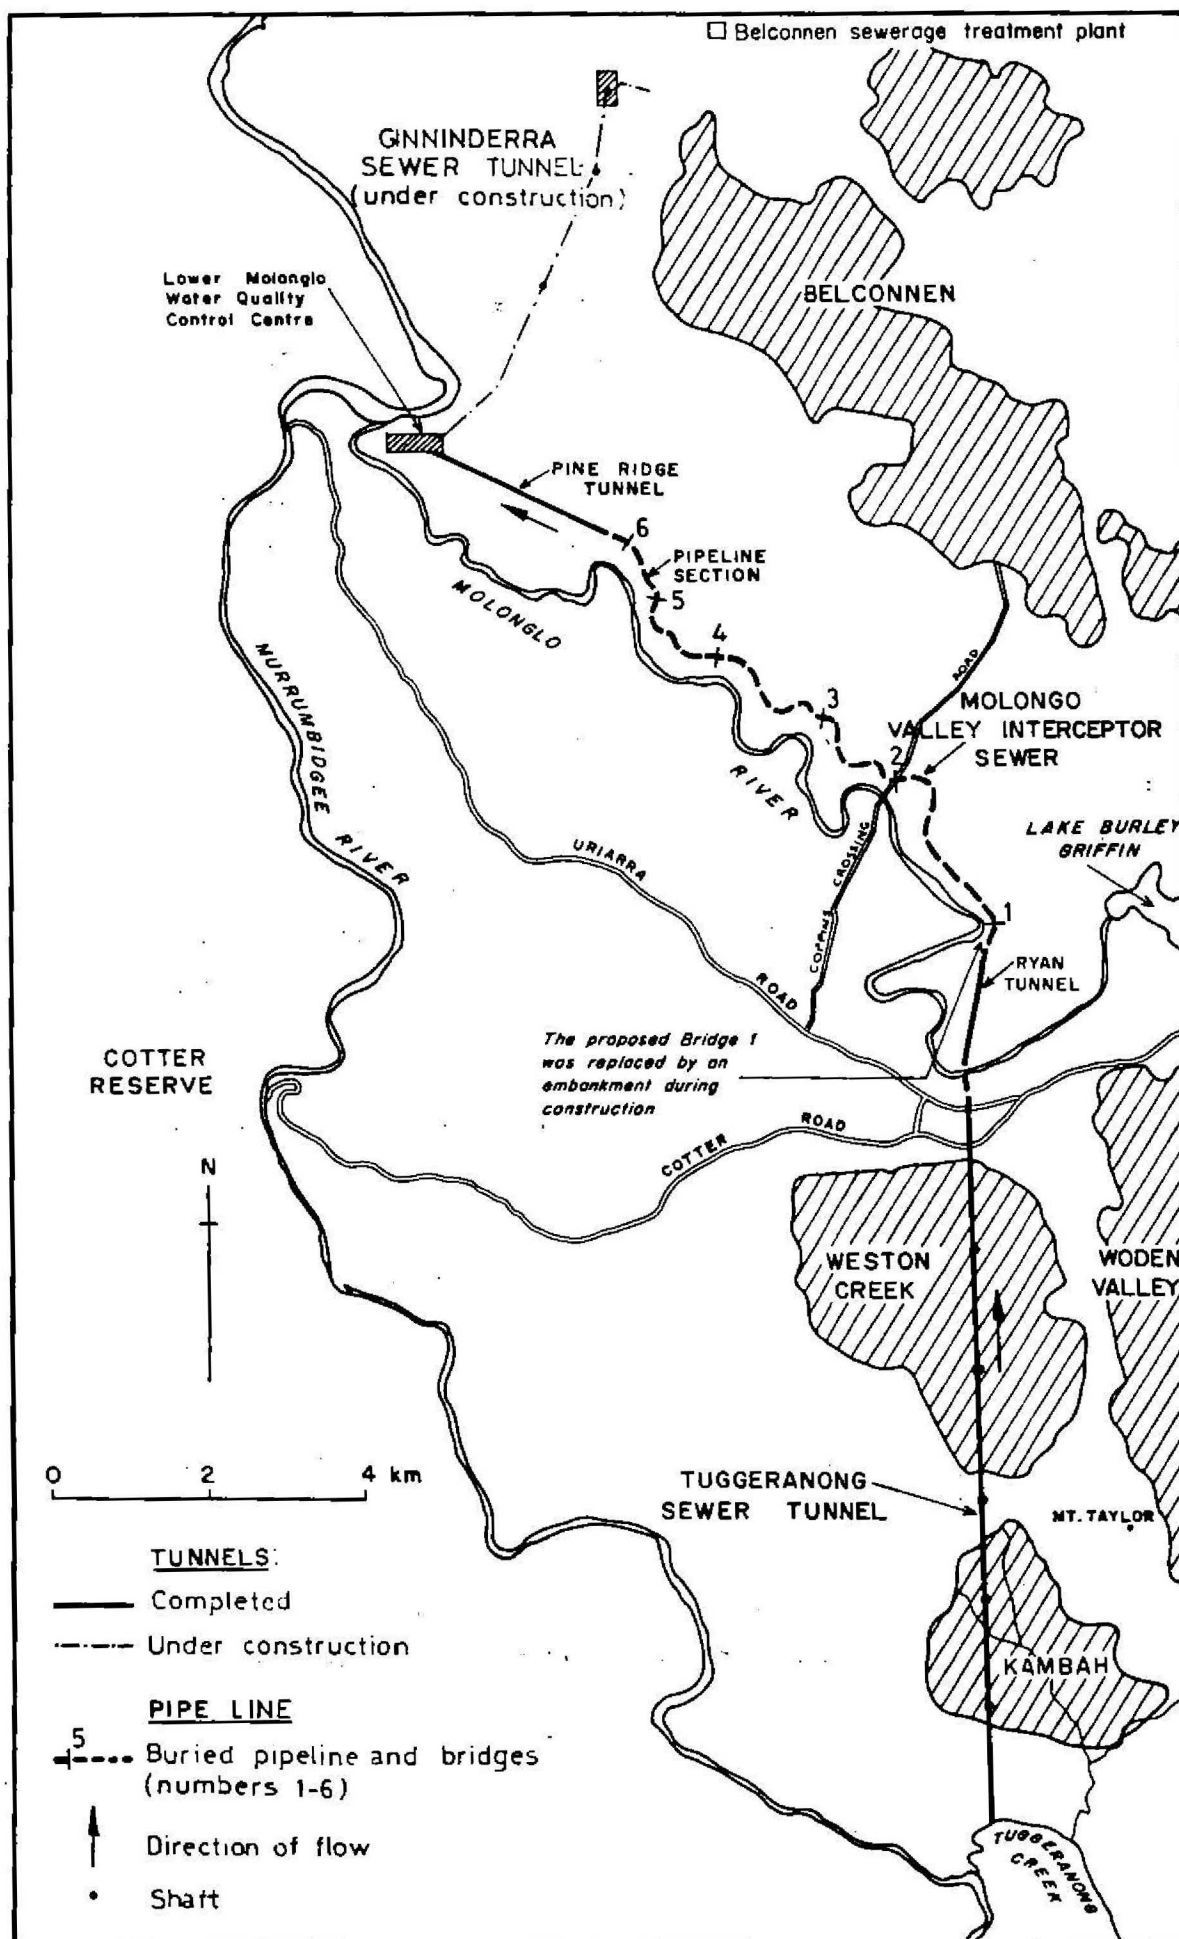 Belconnen sewerage treatment plant
GINNINDERRA
SEWER TUNNEL
(under construction)
Lower Molonglo
Water Quality
Control Centre
BELCONNEN
PINE RIDGE
TUNNEL
6
PIPELINE
SECTION
5
MOLONGLO
4
ROAD
3
MOLONGO
VALLEY INTERCEPTOR
SEWER
2
MURRUMBIDGEE
RIVER
RIVER
LAKE BURLEY
GRIFFIN
URIARRA
COPPINS CROSSING
1
RYAN
TUNNEL
ROAD
The proposed Bridge 1
was replaced by an
embankment during
construction
COTTER
RESERVE
COTTER
ROAD
N
WESTON
CREEK
WODEN
VALLEY
0 2 4 km
TUGGERANONG
SEWER TUNNEL
MT. TAYLOR
TUNNELS:
Completed
Under construction
KAMBAH
PIPE LINE
5
Buried pipeline and bridges
(numbers 1-6)
Direction of flow
Shaft
TUGGERANONG
CREEK